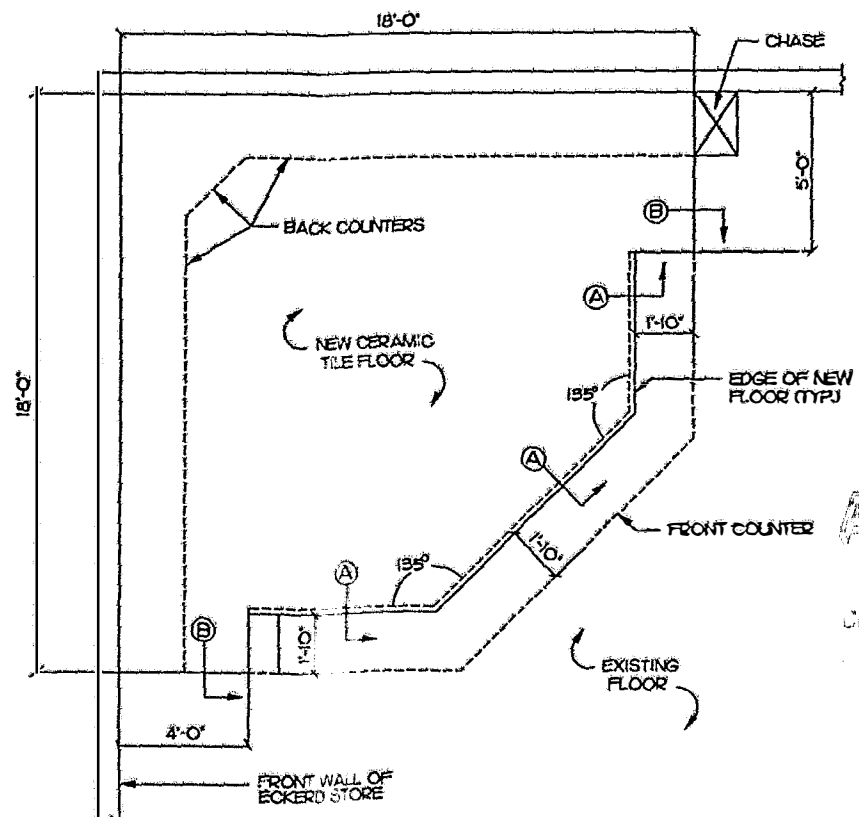 18'-0"
CHASE
5'-0"
B
BACK COUNTERS
A
1'-10"
NEW CERAMIC
TILE FLOOR
18'-0"
135°
EDGE OF NEW
FLOOR (TYP.)
A
FRONT COUNTER
1'-10"
135°
A
B
1'-10"
EXISTING
FLOOR
4'-0"
FRONT WALL OF
ECKERD STORE